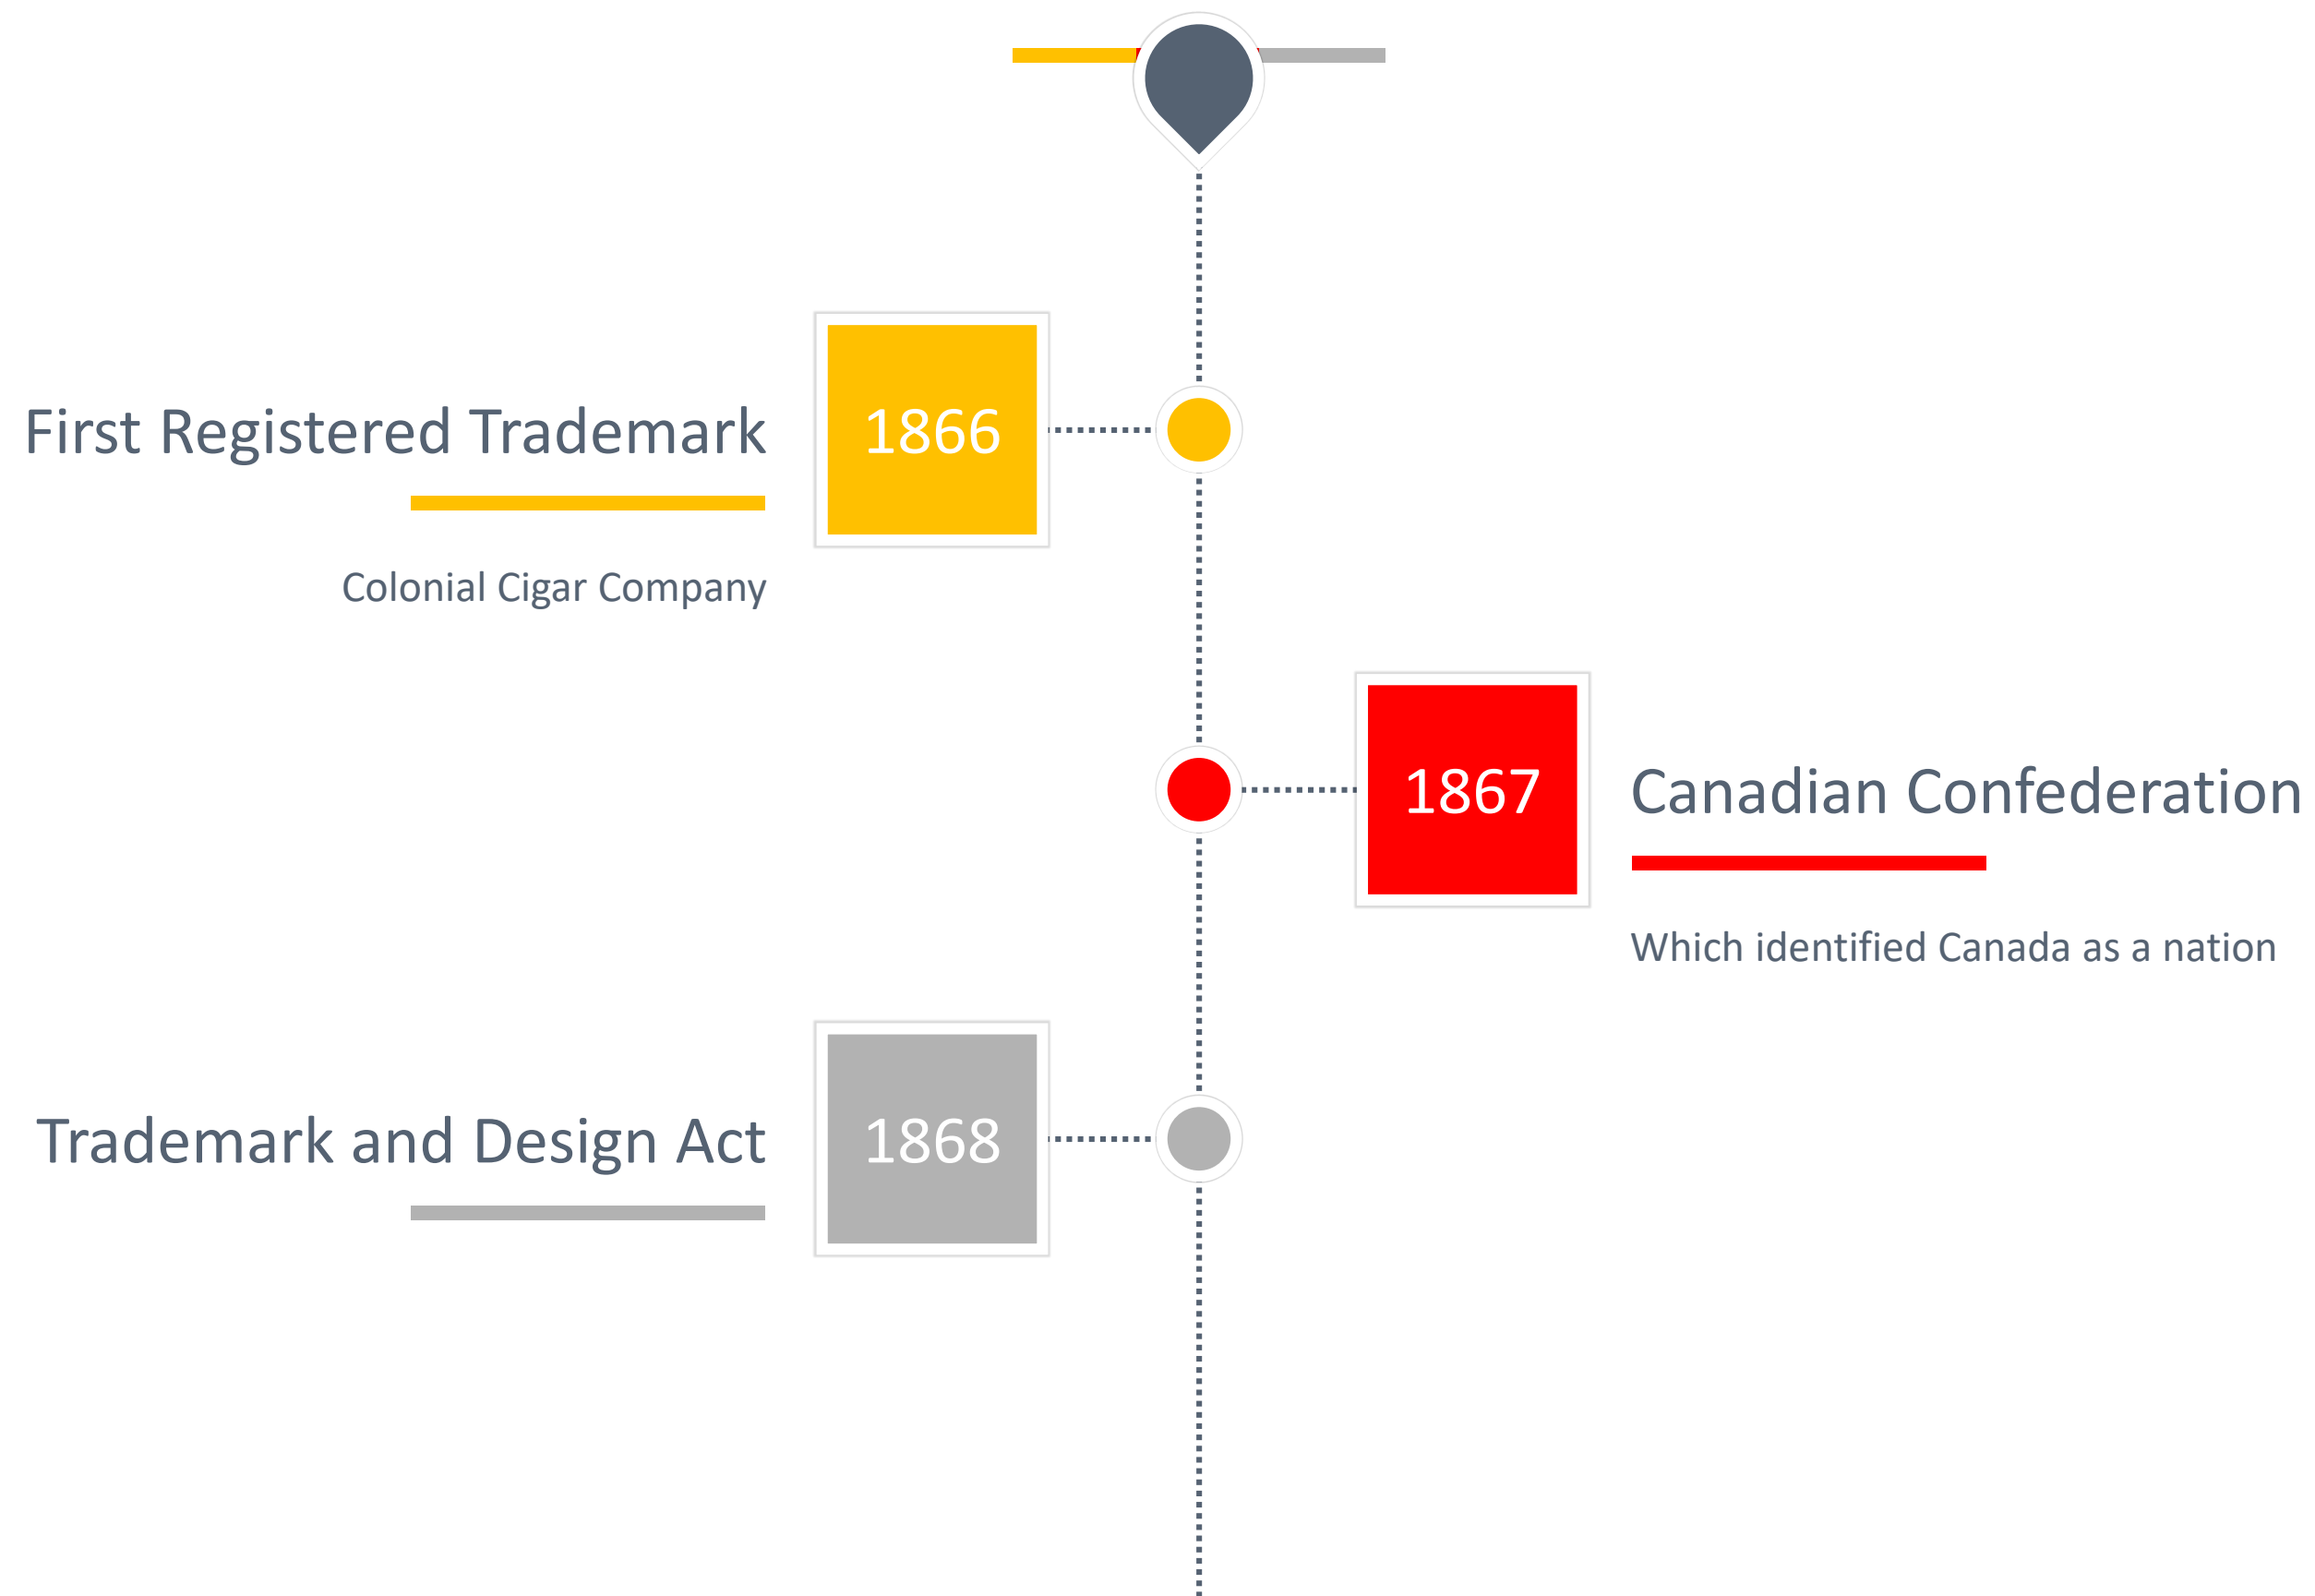 First Registered Trademark
1866
Colonial Cigar Company
1867
Canadian Confederation
Which identified Canada as a nation
Trademark and Design Act
1868